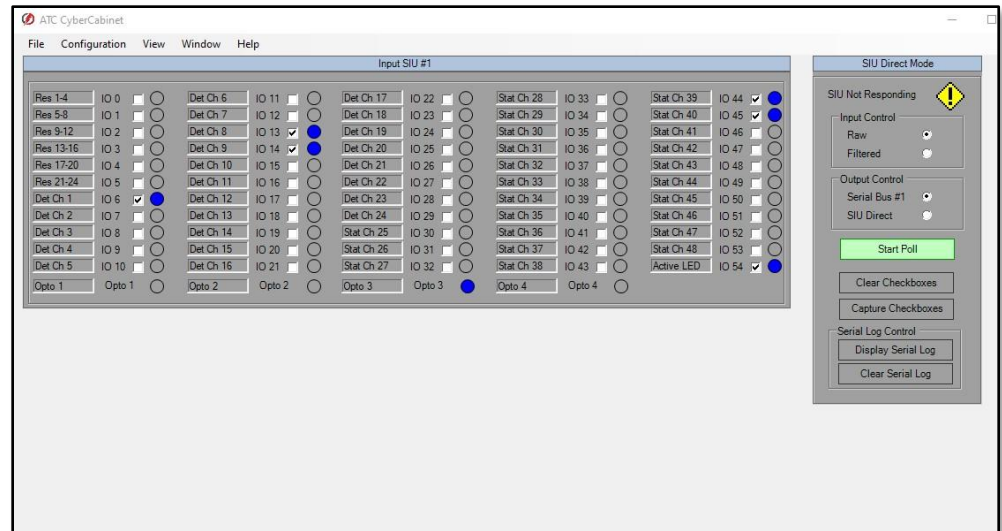 ATC CyberCabinet
File Configuration View Window Help
Input SIU #1
Res 1-4 IO 0 Det Ch 6 IO 11 Det Ch 17 IO 22 Stat Ch 28 IO 33 Stat Ch 39 IO 44
Res 5-8 IO 1 Det Ch 7 IO 12 Det Ch 18 IO 23 Stat Ch 29 IO 34 Stat Ch 40 IO 45
Res 9-12 IO 2 Det Ch 8 IO 13 Det Ch 19 IO 24 Stat Ch 30 IO 35 Stat Ch 41 IO 46
Res 13-16 IO 3 Det Ch 9 IO 14 Det Ch 20 IO 25 Stat Ch 31 IO 36 Stat Ch 42 IO 47
Res 17-20 IO 4 Det Ch 10 IO 15 Det Ch 21 IO 26 Stat Ch 32 IO 37 Stat Ch 43 IO 48
Res 21-24 IO 5 Det Ch 11 IO 16 Det Ch 22 IO 27 Stat Ch 33 IO 38 Stat Ch 44 IO 49
Det Ch 1 IO 6 Det Ch 12 IO 17 Det Ch 23 IO 28 Stat Ch 34 IO 39 Stat Ch 45 IO 50
Det Ch 2 IO 7 Det Ch 13 IO 18 Det Ch 24 IO 29 Stat Ch 35 IO 40 Stat Ch 46 IO 51
Det Ch 3 IO 8 Det Ch 14 IO 19 Stat Ch 25 IO 30 Stat Ch 36 IO 41 Stat Ch 47 IO 52
Det Ch 4 IO 9 Det Ch 15 IO 20 Stat Ch 26 IO 31 Stat Ch 37 IO 42 Stat Ch 48 IO 53
Det Ch 5 IO 10 Det Ch 16 IO 21 Stat Ch 27 IO 32 Stat Ch 38 IO 43 Active LED IO 54
Opto 1 Opto 1 Opto 2 Opto 2 Opto 3 Opto 3 Opto 4 Opto 4
SIU Direct Mode
SIU Not Responding
Input Control
Raw
Filtered
Output Control
Serial Bus #1
SIU Direct
Start Poll
Clear Checkboxes
Capture Checkboxes
Serial Log Control
Display Serial Log
Clear Serial Log